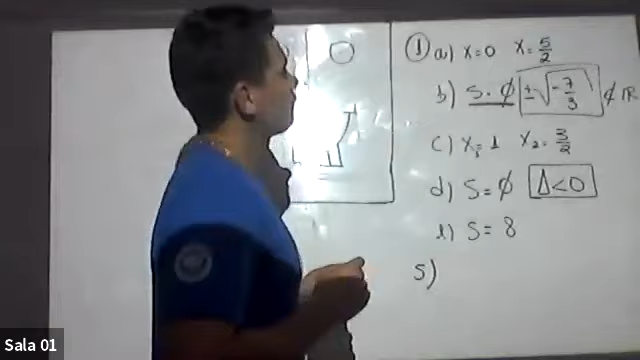 ① a) x=0 x=5/2
b) S=∅ ±√-7/3 ∉ IR
c) x₁=1 x₂=3/2
d) S=∅ Δ<0
e) S=8
5)
Sala 01